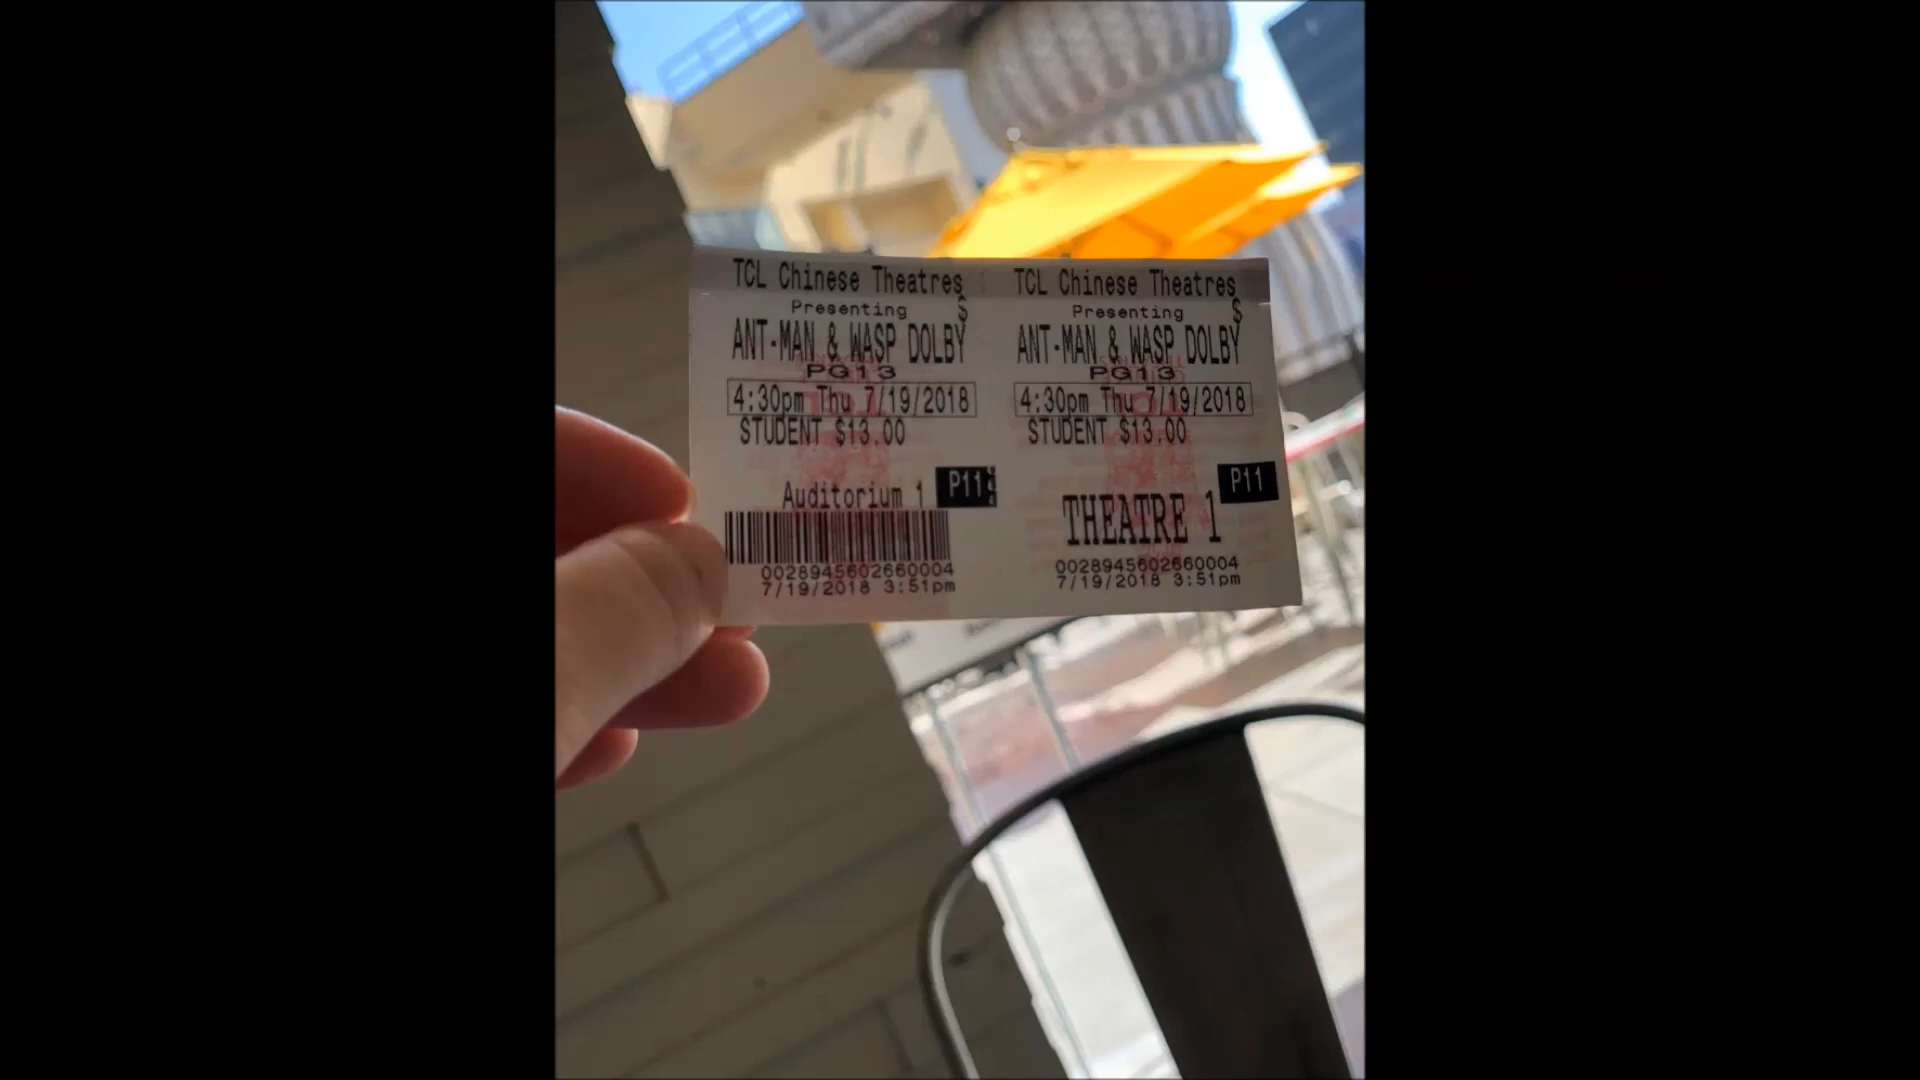 TCL Chinese Theatres
Presenting $
ANT-MAN & WASP DOLBY
PG13
4:30pm Thu 7/19/2018
STUDENT $13.00
Auditorium 1 P11
0028945602660004
7/19/2018 3:51pm
TCL Chinese Theatres
Presenting $
ANT-MAN & WASP DOLBY
PG13
4:30pm Thu 7/19/2018
STUDENT $13.00
P11
THEATRE 1
0028945602660004
7/19/2018 3:51pm